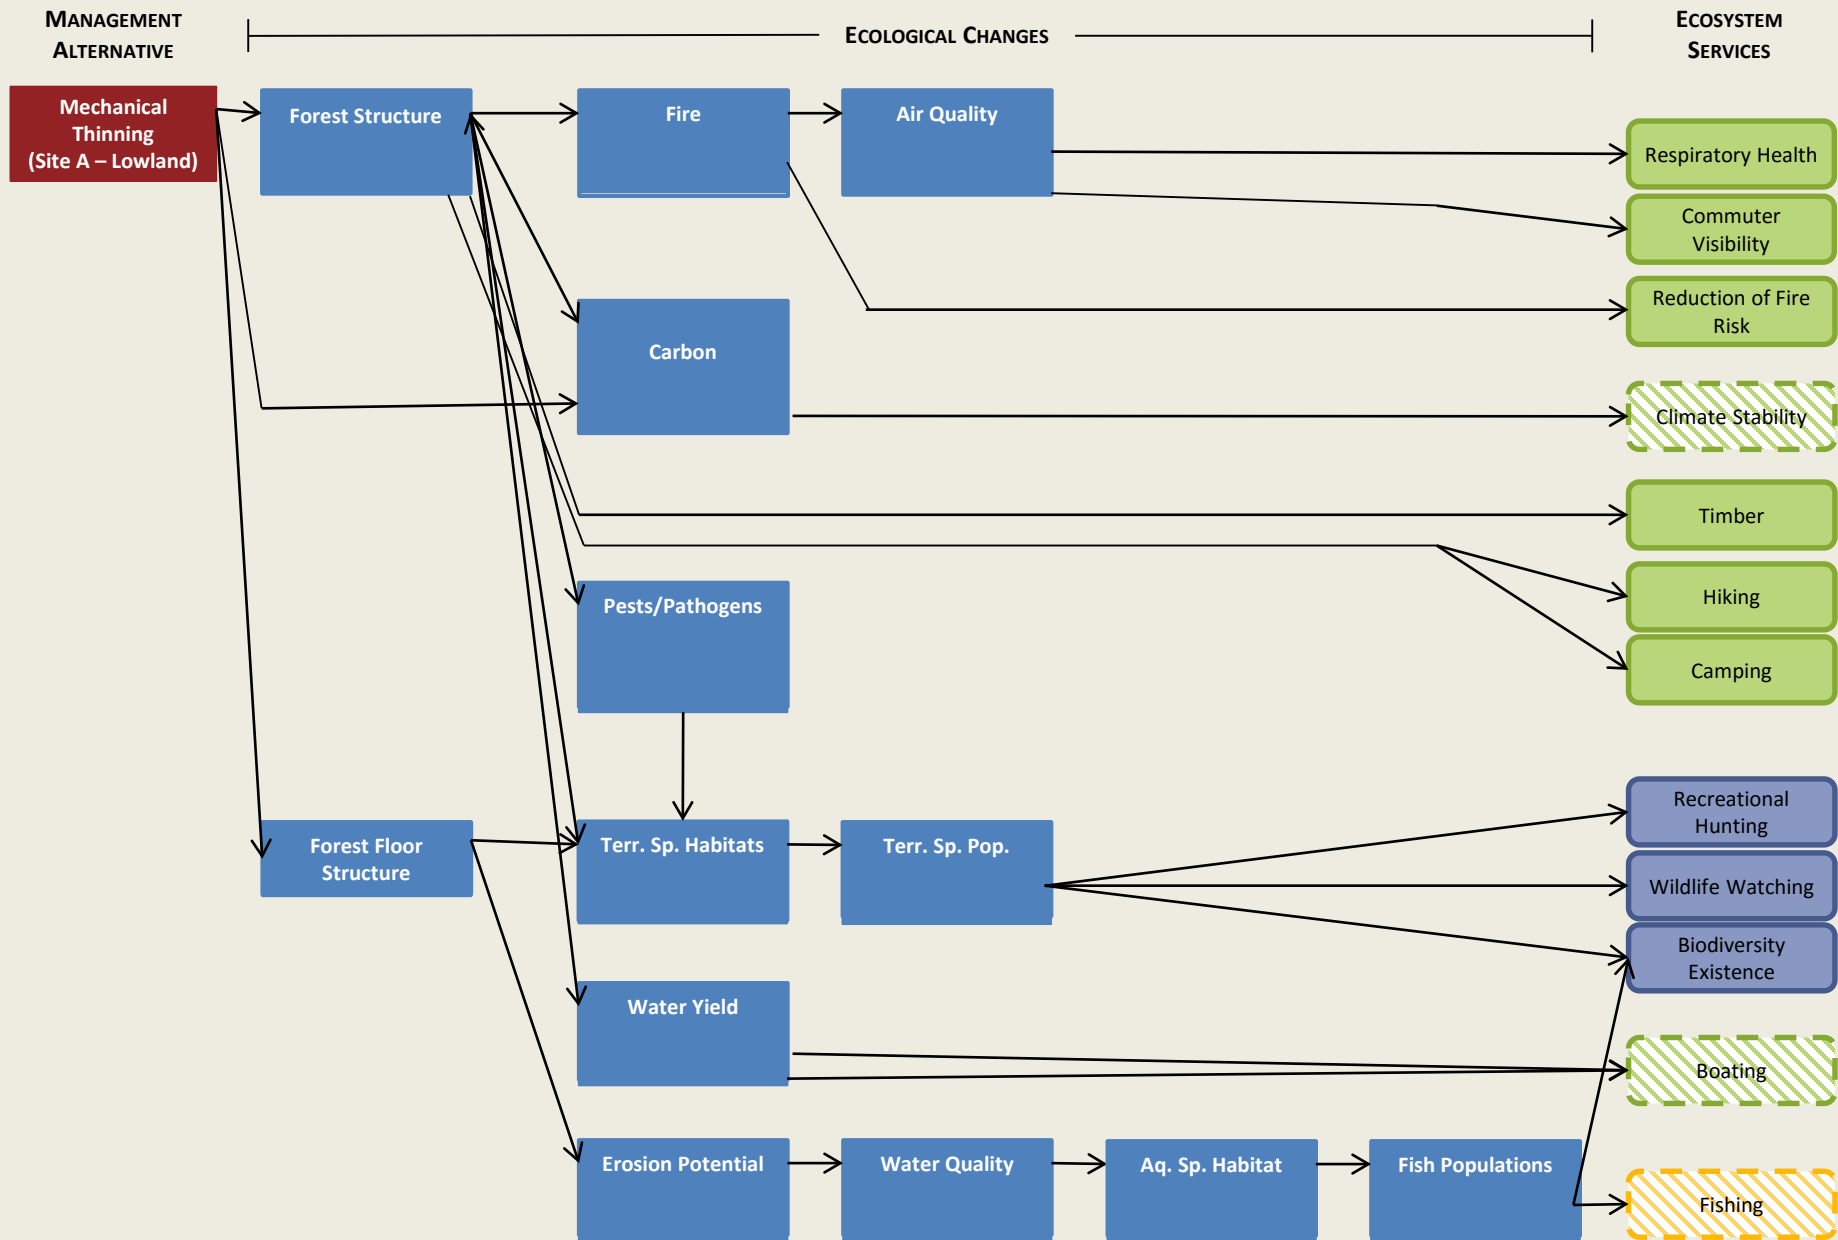 MANAGEMENT
ALTERNATIVE
ECOLOGICAL CHANGES
ECOSYSTEM
SERVICES
Mechanical
Thinning
(Site A – Lowland)
Forest Structure
Fire
Air Quality
Respiratory Health
Commuter
Visibility
Reduction of Fire
Risk
Carbon
Climate Stability
Timber
Pests/Pathogens
Hiking
Camping
Recreational
Hunting
Forest Floor
Structure
Terr. Sp. Habitats
Terr. Sp. Pop.
Wildlife Watching
Biodiversity
Existence
Water Yield
Boating
Erosion Potential
Water Quality
Aq. Sp. Habitat
Fish Populations
Fishing